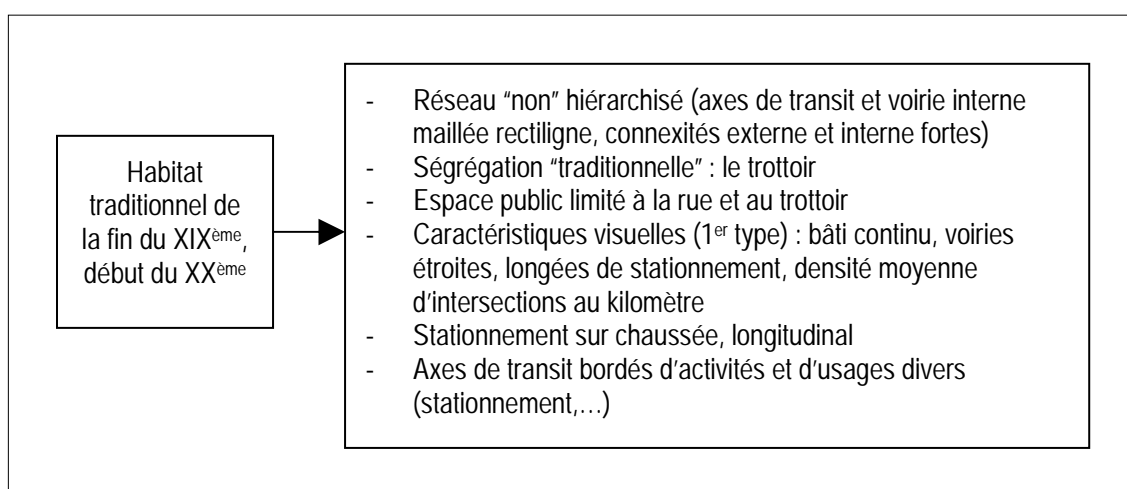 Habitat
traditionnel de
la fin du XIXème,
début du XXème
- Réseau “non” hiérarchisé (axes de transit et voirie interne
maillée rectiligne, connexités externe et interne fortes)
- Ségrégation “traditionnelle” : le trottoir
- Espace public limité à la rue et au trottoir
- Caractéristiques visuelles (1er type) : bâti continu, voiries
étroites, longées de stationnement, densité moyenne
d’intersections au kilomètre
- Stationnement sur chaussée, longitudinal
- Axes de transit bordés d’activités et d’usages divers
(stationnement,…)